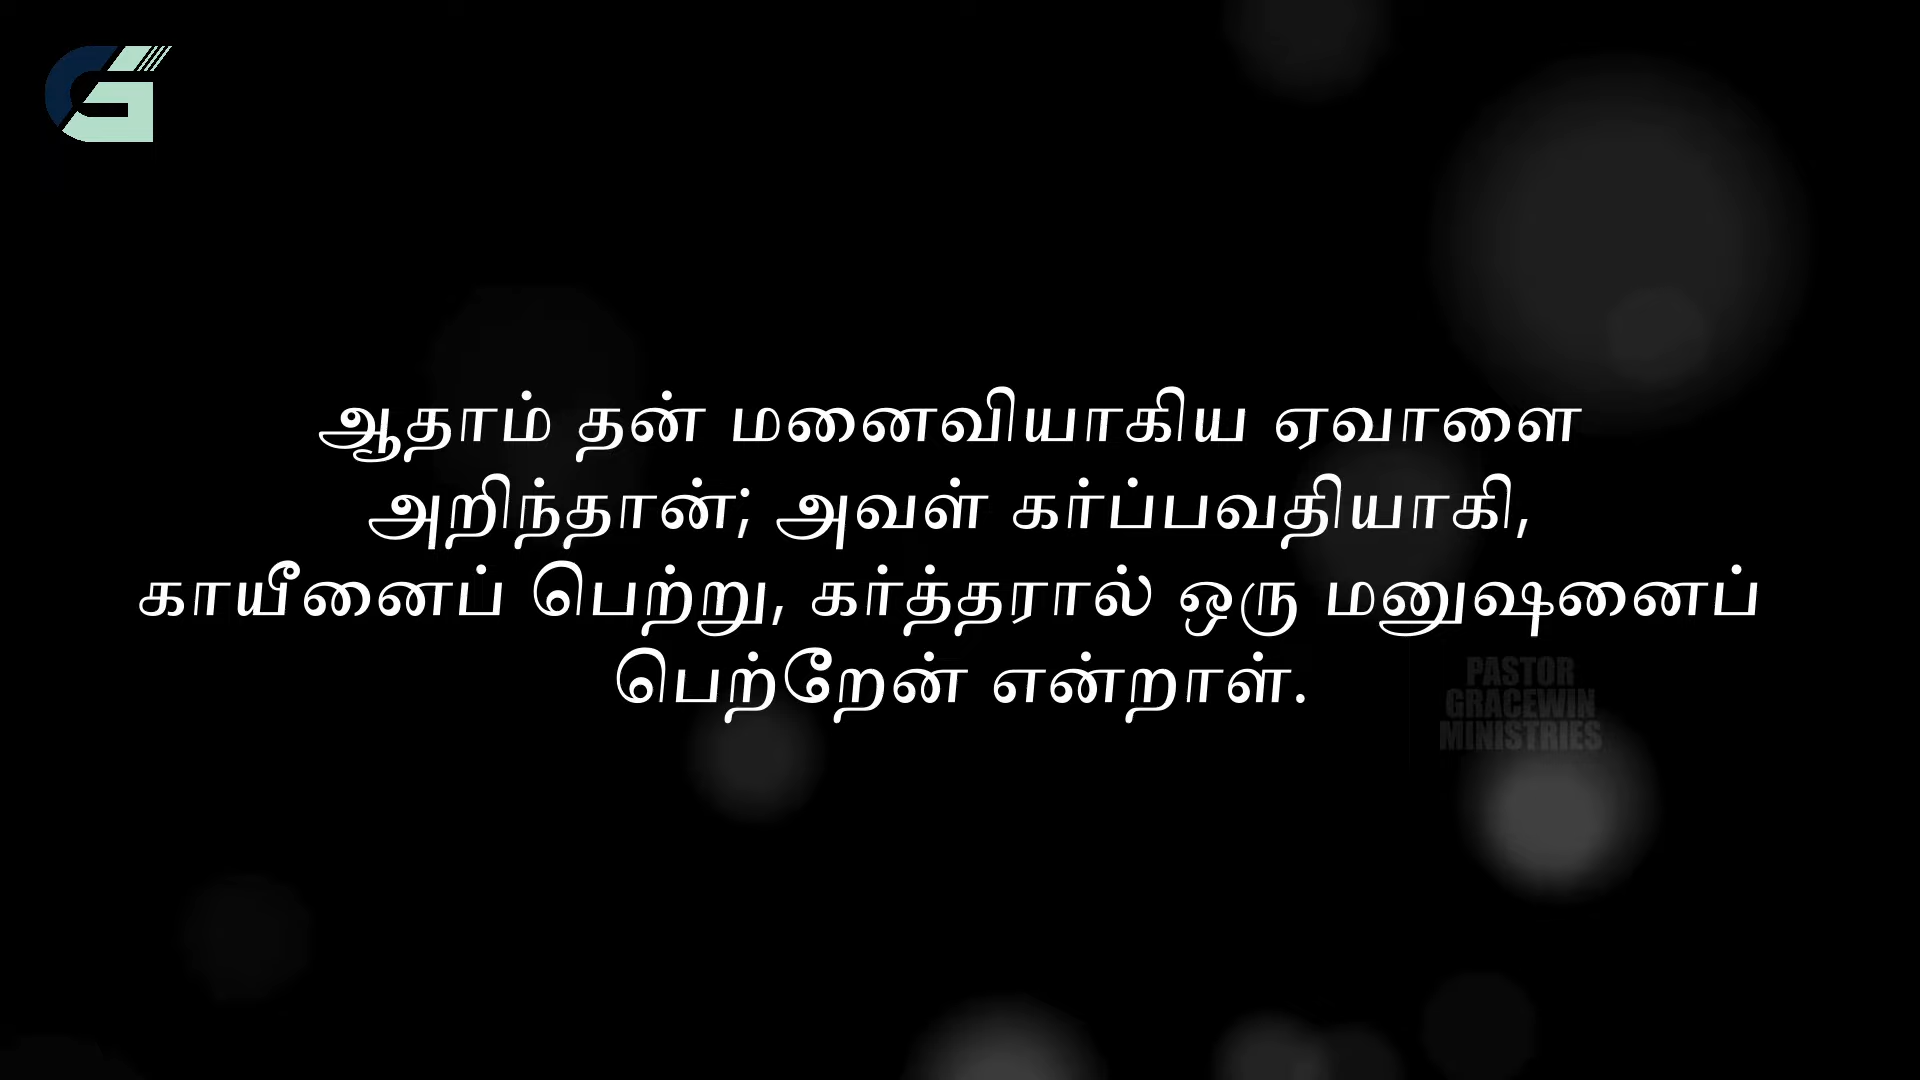 ஆதாம் தன் மனைவியாகிய ஏவாளை
அறிந்தான்; அவள் கர்ப்பவதியாகி,
காயீனைப் பெற்று, கர்த்தரால் ஒரு மனுஷனைப்
பெற்றேன் என்றாள்.
PASTOR
GRACEWIN
MINISTRIES